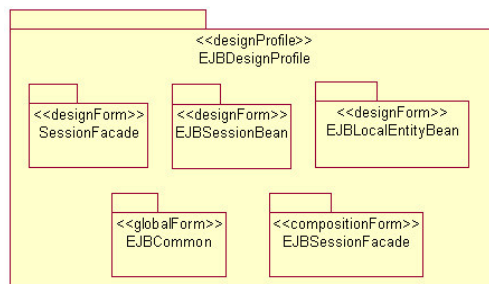 <<designProfile>>
EJBDesignProfile
<<designForm>>
SessionFacade
<<designForm>>
EJBSessionBean
<<designForm>>
EJBLocalEntityBean
<<globalForm>>
EJBCommon
<<compositionForm>>
EJBSessionFacade